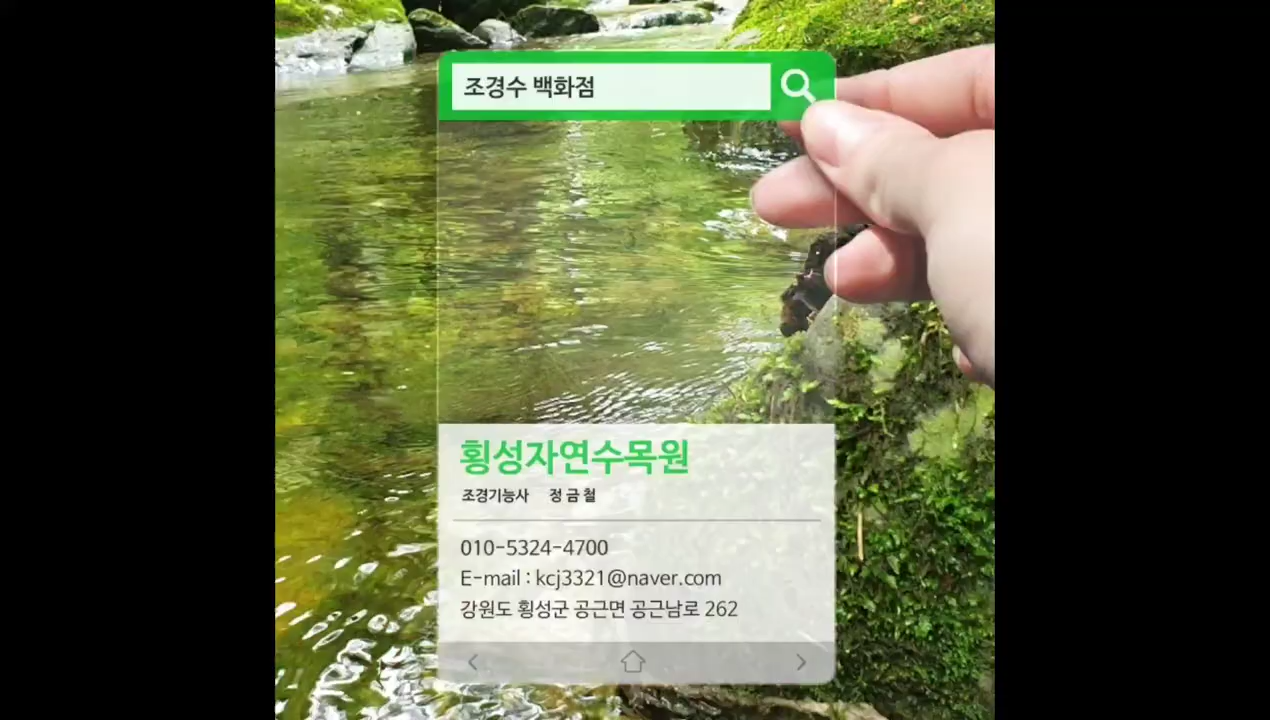 조경수 백화점
횡성자연수목원
조경기능사 정 금 철
010-5324-4700
E-mail : kcj3321@naver.com
강원도 횡성군 공근면 공근남로 262